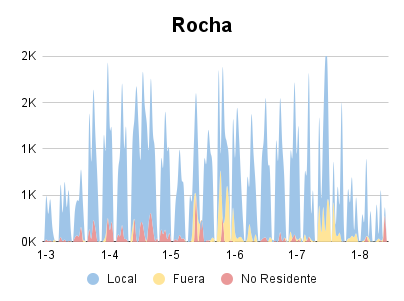 Rocha
2K
2K
1K
1K
0K
1-3 1-4 1-5 1-6 1-7 1-8
Local Fuera No Residente